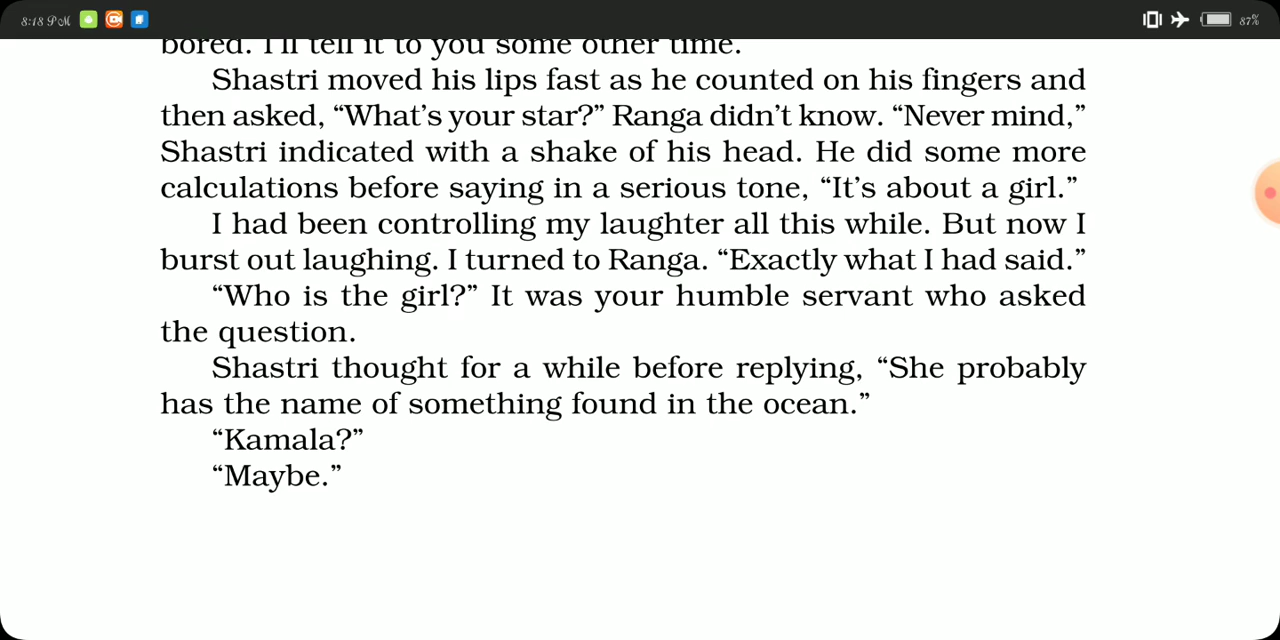 8:18 PM
87%
bored. I'll tell it to you some other time.
Shastri moved his lips fast as he counted on his fingers and
then asked, “What's your star?” Ranga didn't know. “Never mind,”
Shastri indicated with a shake of his head. He did some more
calculations before saying in a serious tone, “It's about a girl.”
I had been controlling my laughter all this while. But now I
burst out laughing. I turned to Ranga. “Exactly what I had said.”
“Who is the girl?” It was your humble servant who asked
the question.
Shastri thought for a while before replying, “She probably
has the name of something found in the ocean.”
“Kamala?”
“Maybe.”